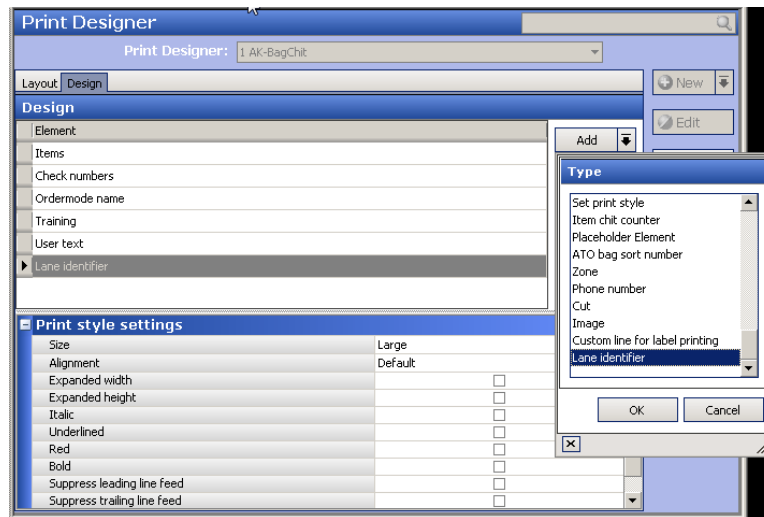 Print Designer
Print Designer: 1 AK-BagChit
Layout Design
New
Design
Edit
Element
Add
Items
Check numbers
Ordermode name
Training
User text
Lane identifier
Type
Set print style
Item chit counter
Placeholder Element
ATO bag sort number
Zone
Phone number
Cut
Image
Custom line for label printing
Lane identifier
OK Cancel
Print style settings
Size Large
Alignment Default
Expanded width
Expanded height
Italic
Underlined
Red
Bold
Suppress leading line feed
Suppress trailing line feed